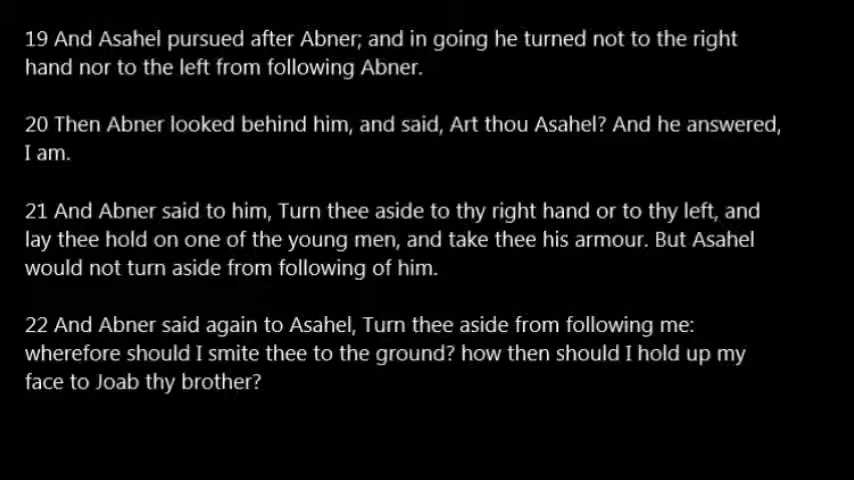 19 And Asahel pursued after Abner; and in going he turned not to the right
hand nor to the left from following Abner.
20 Then Abner looked behind him, and said, Art thou Asahel? And he answered,
I am.
21 And Abner said to him, Turn thee aside to thy right hand or to thy left, and
lay thee hold on one of the young men, and take thee his armour. But Asahel
would not turn aside from following of him.
22 And Abner said again to Asahel, Turn thee aside from following me:
wherefore should I smite thee to the ground? how then should I hold up my
face to Joab thy brother?